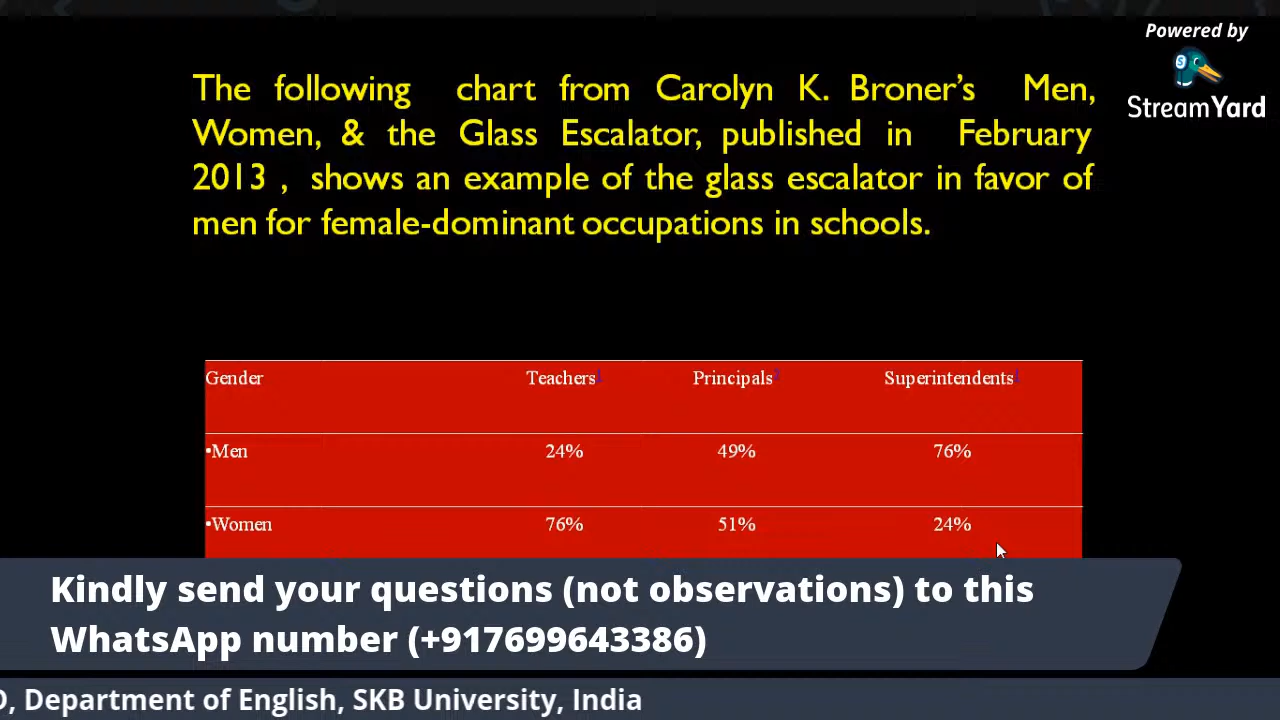 Powered by
StreamYard
The following chart from Carolyn K. Broner’s Men,
Women, & the Glass Escalator, published in February
2013 , shows an example of the glass escalator in favor of
men for female-dominant occupations in schools.
Gender Teachers1 Principals2 Superintendents1
•Men 24% 49% 76%
•Women 76% 51% 24%
Kindly send your questions (not observations) to this
WhatsApp number (+917699643386)
, Department of English, SKB University, India